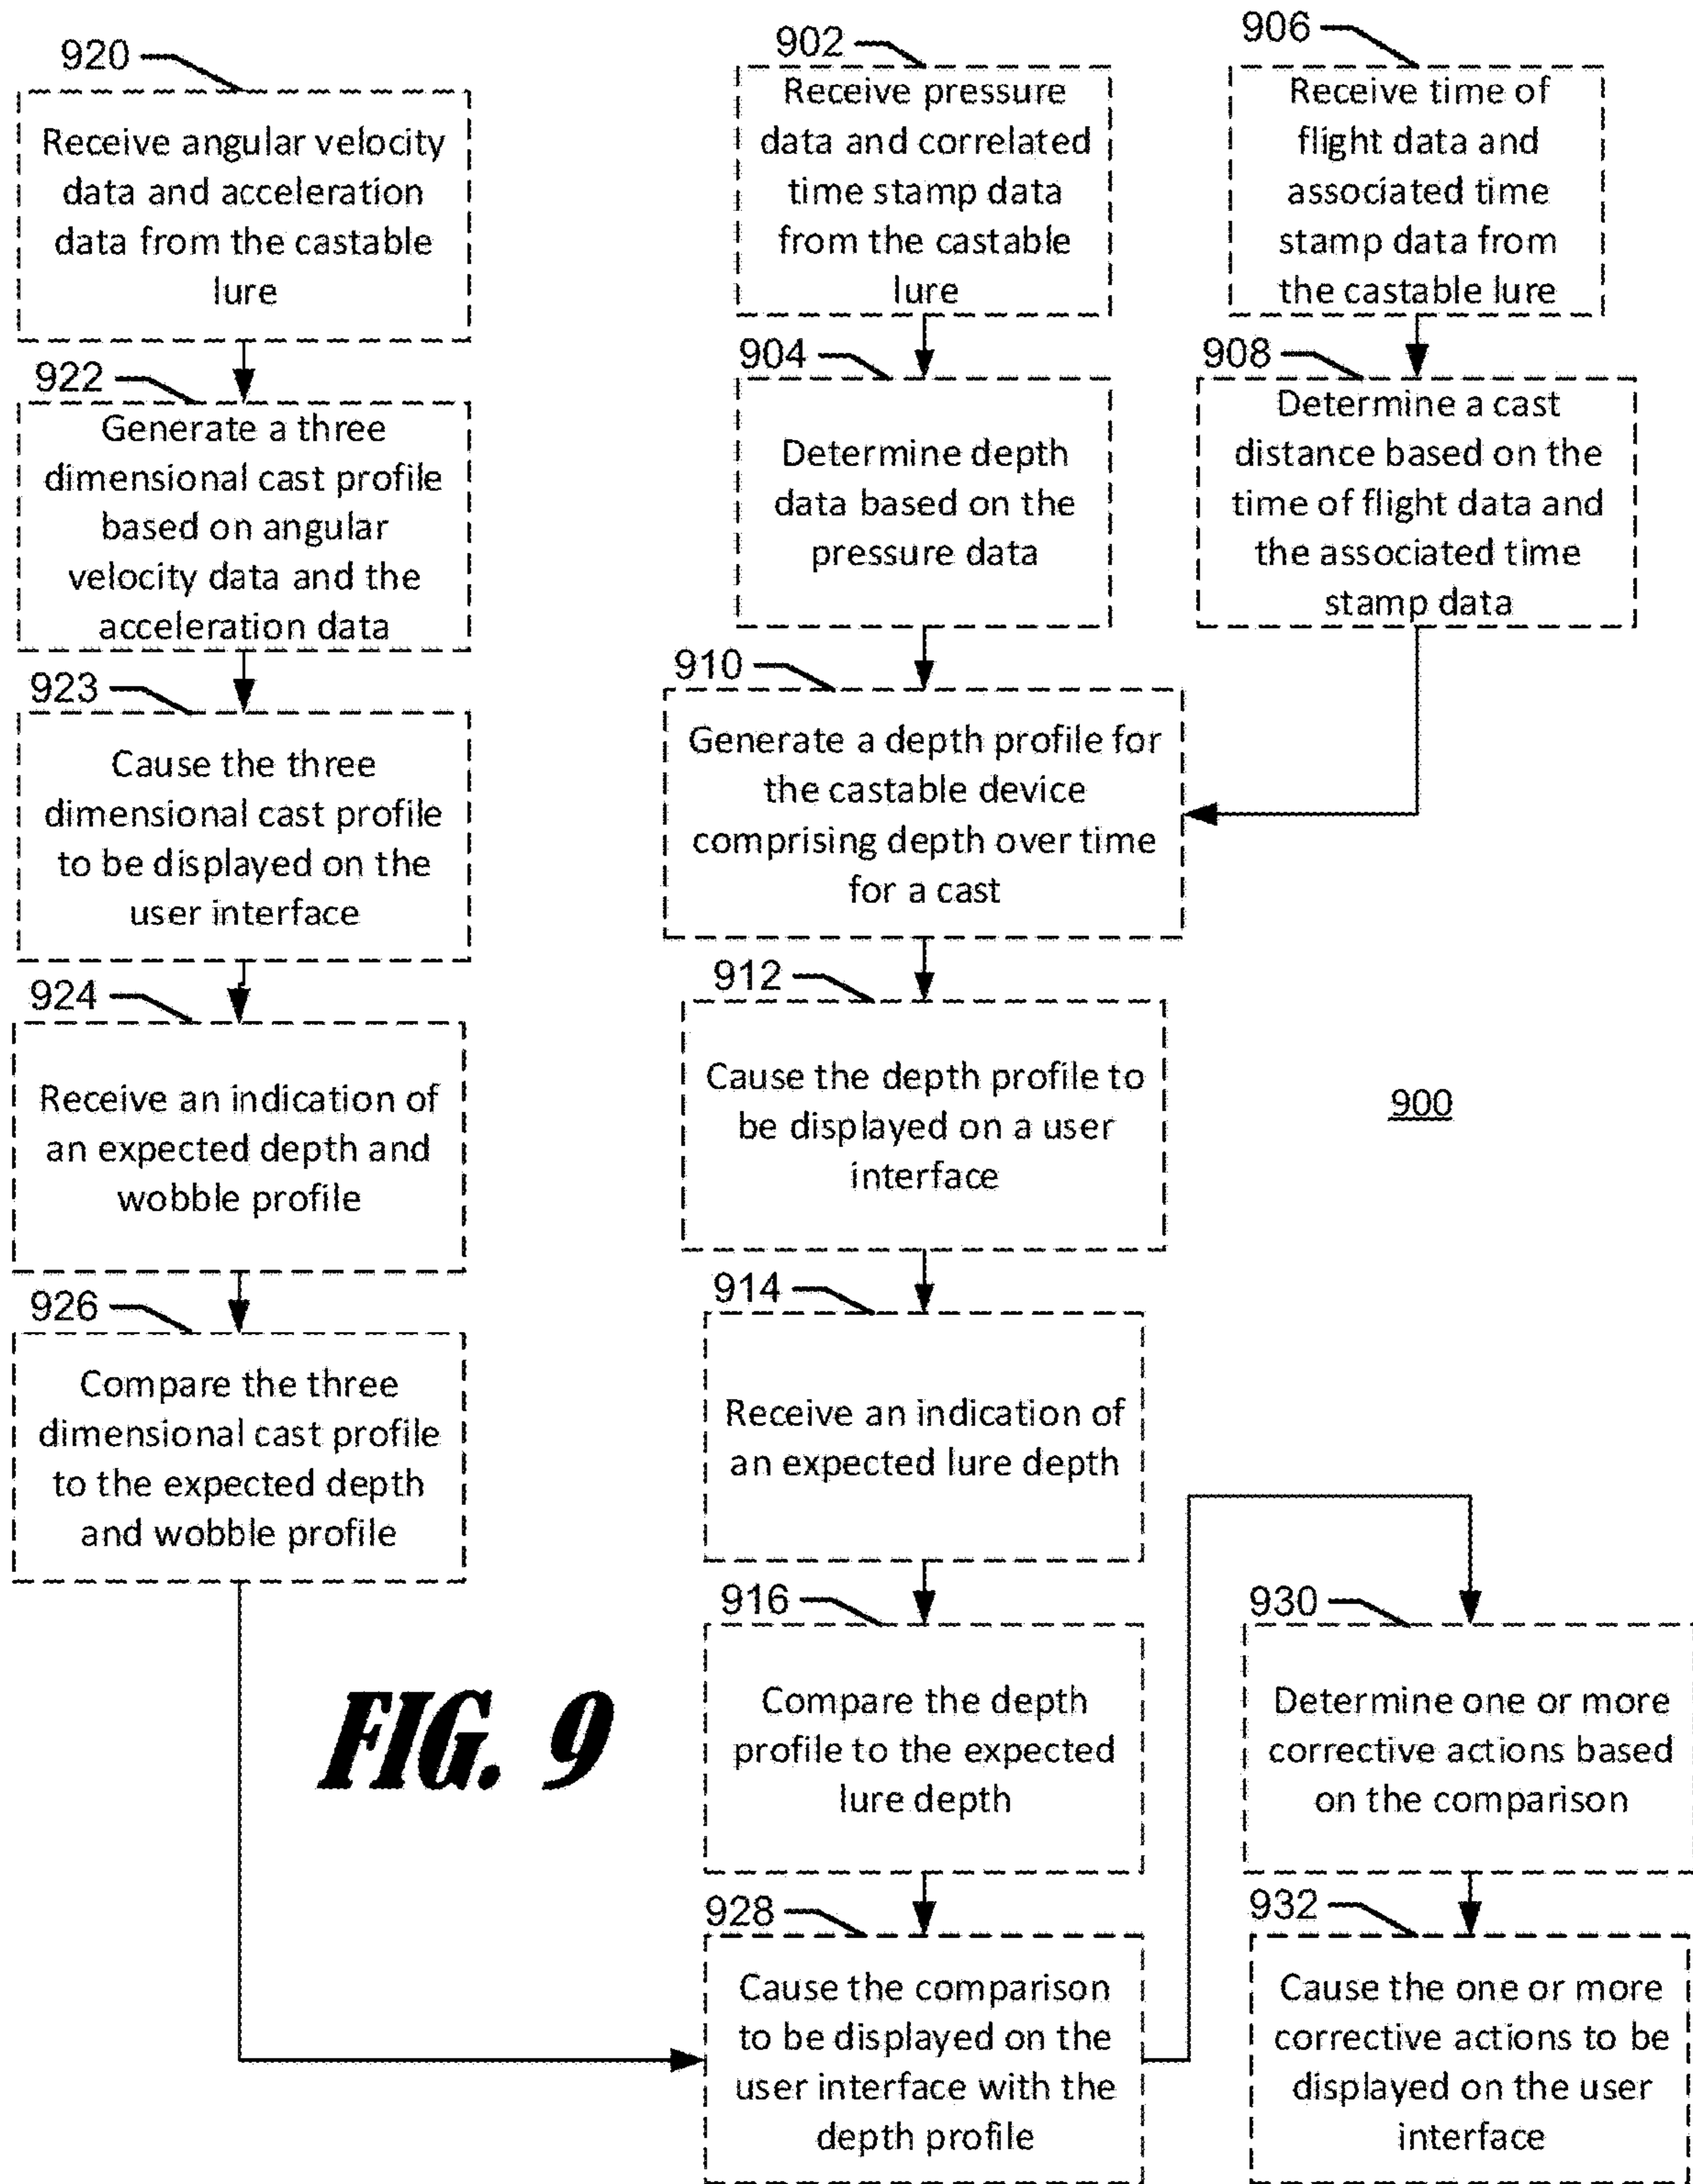 920
Receive angular velocity
data and acceleration
data from the castable
lure
922
Generate a three
dimensional cast profile
based on angular
velocity data and the
acceleration data
923
Cause the three
dimensional cast profile
to be displayed on the
user interface
924
Receive an indication of
an expected depth and
wobble profile
926
Compare the three
dimensional cast profile
to the expected depth
and wobble profile
902
Receive pressure
data and correlated
time stamp data
from the castable
lure
904
Determine depth
data based on the
pressure data
906
Receive time of
flight data and
associated time
stamp data from
the castable lure
908
Determine a cast
distance based on the
time of flight data and
the associated time
stamp data
910
Generate a depth profile for
the castable device
comprising depth over time
for a cast
912
Cause the depth profile to
be displayed on a user
interface
914
Receive an indication of
an expected lure depth
916
Compare the depth
profile to the expected
lure depth
928
Cause the comparison
to be displayed on the
user interface with the
depth profile
930
Determine one or more
corrective actions based
on the comparison
932
Cause the one or more
corrective actions to be
displayed on the user
interface
900
FIG. 9